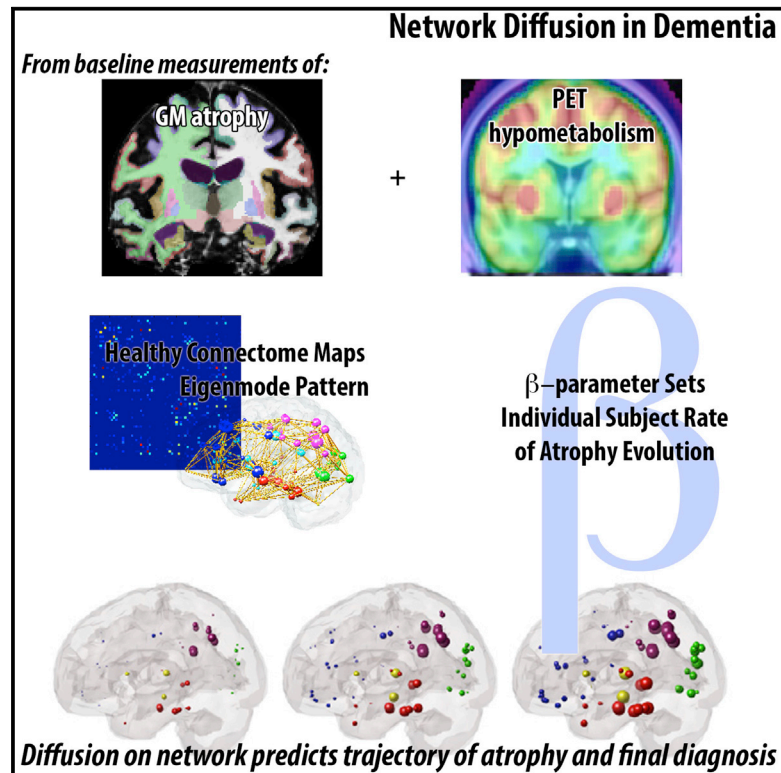 Network Diffusion in Dementia
From baseline measurements of:
GM atrophy
PET
hypometabolism
+
Healthy Connectome Maps
Eigenmode Pattern
β
β–parameter Sets
Individual Subject Rate
of Atrophy Evolution
Diffusion on network predicts trajectory of atrophy and final diagnosis